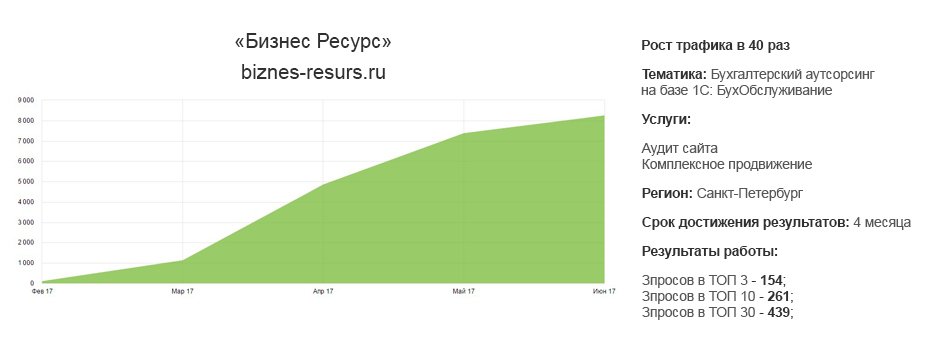 «Бизнес Ресурс»
biznes-resurs.ru
9 000
8 000
7 000
6 000
5 000
4 000
3 000
2 000
1 000
0
Фев 17
Мар 17
Апр 17
Май 17
Июн 17
Рост трафика в 40 раз
Тематика: Бухгалтерский аутсорсинг
на базе 1С: БухОбслуживание
Услуги:
Аудит сайта
Комплексное продвижение
Регион: Санкт-Петербург
Срок достижения результатов: 4 месяца
Результаты работы:
Зпросов в ТОП 3 - 154;
Зпросов в ТОП 10 - 261;
Зпросов в ТОП 30 - 439;